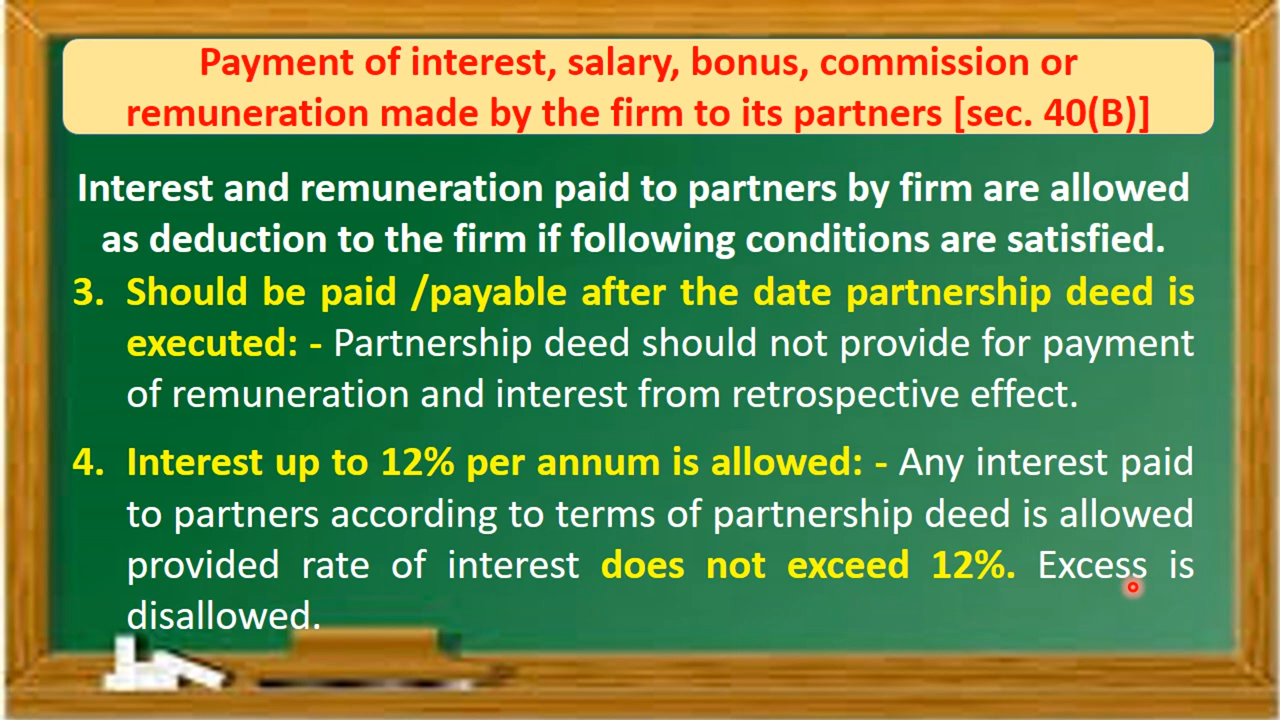 Payment of interest, salary, bonus, commission or
remuneration made by the firm to its partners [sec. 40(B)]
Interest and remuneration paid to partners by firm are allowed
as deduction to the firm if following conditions are satisfied.
3. Should be paid /payable after the date partnership deed is
executed: - Partnership deed should not provide for payment
of remuneration and interest from retrospective effect.
4. Interest up to 12% per annum is allowed: - Any interest paid
to partners according to terms of partnership deed is allowed
provided rate of interest does not exceed 12%. Excess is
disallowed.